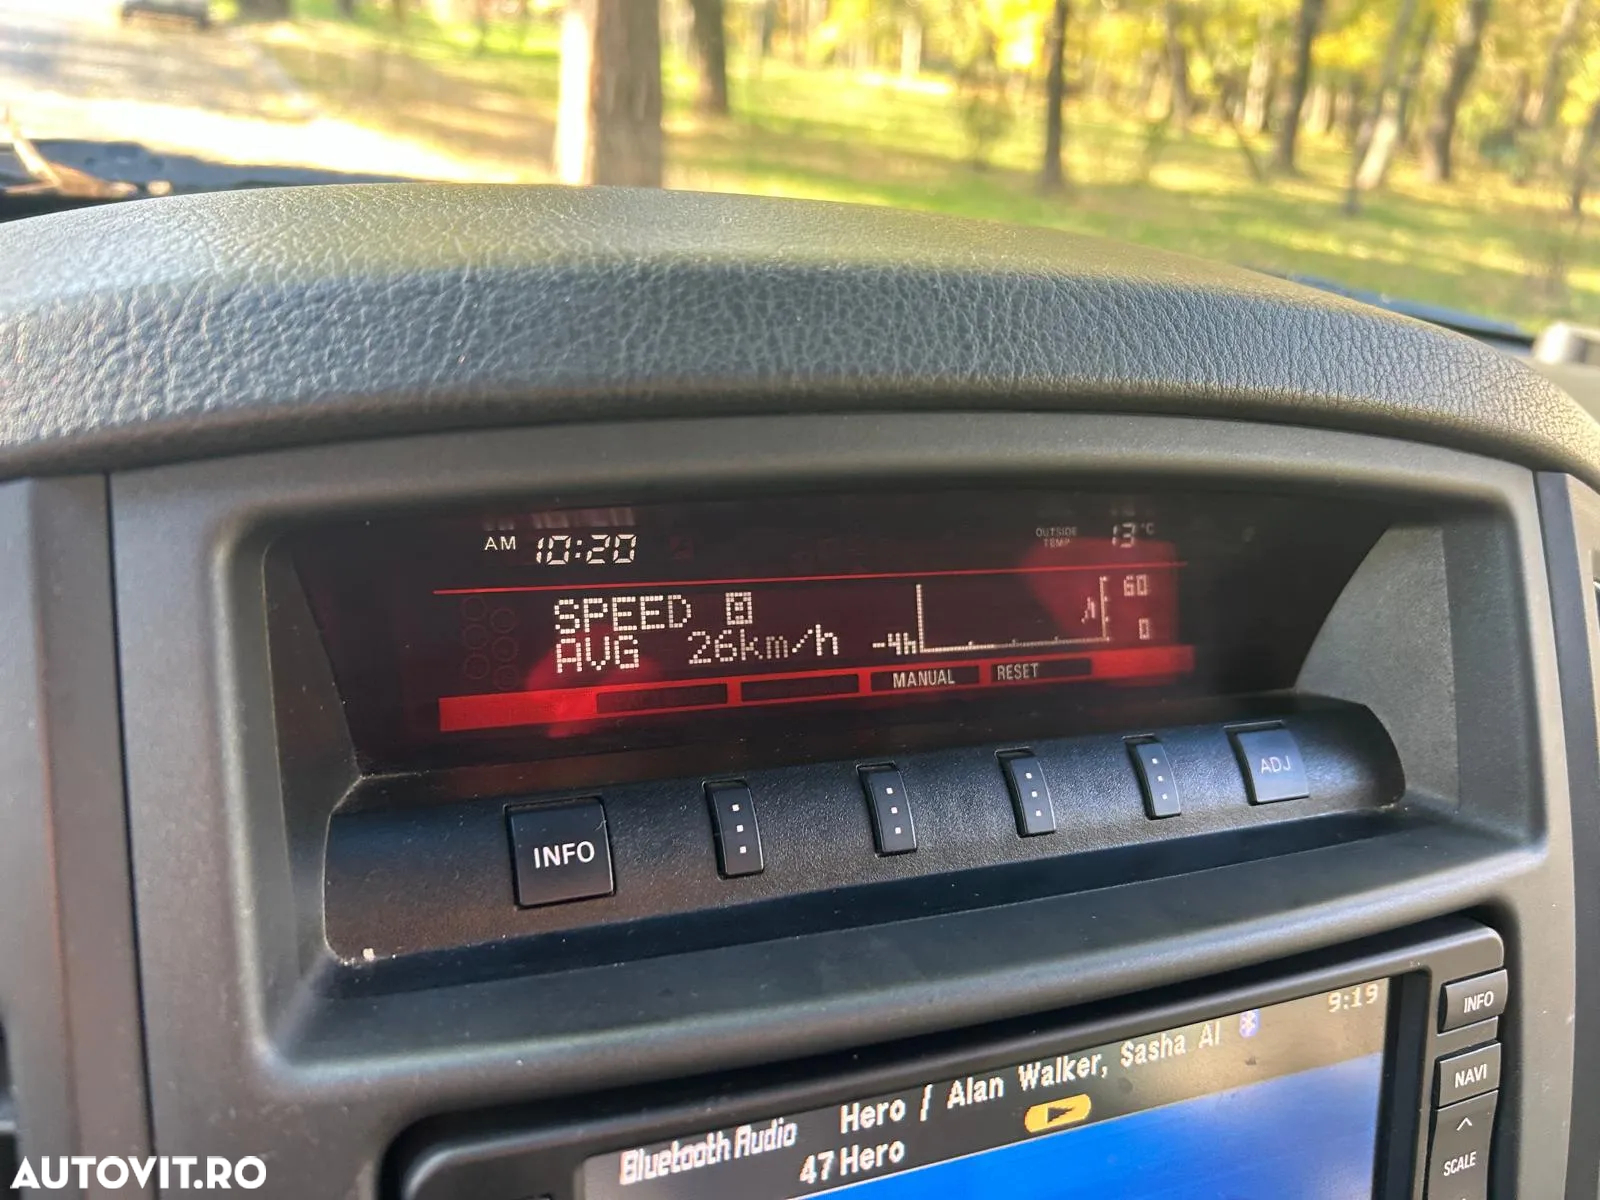 AM 10:20
OUTSIDE TEMP 13°C
SPEED
AVG 26km/h
-4h
60
0
MANUAL RESET
INFO
ADJ
9:19
Bluetooth Audio
Hero / Alan Walker, Sasha Al
47 Hero
INFO
NAVI
SCALE
AUTOVIT.RO